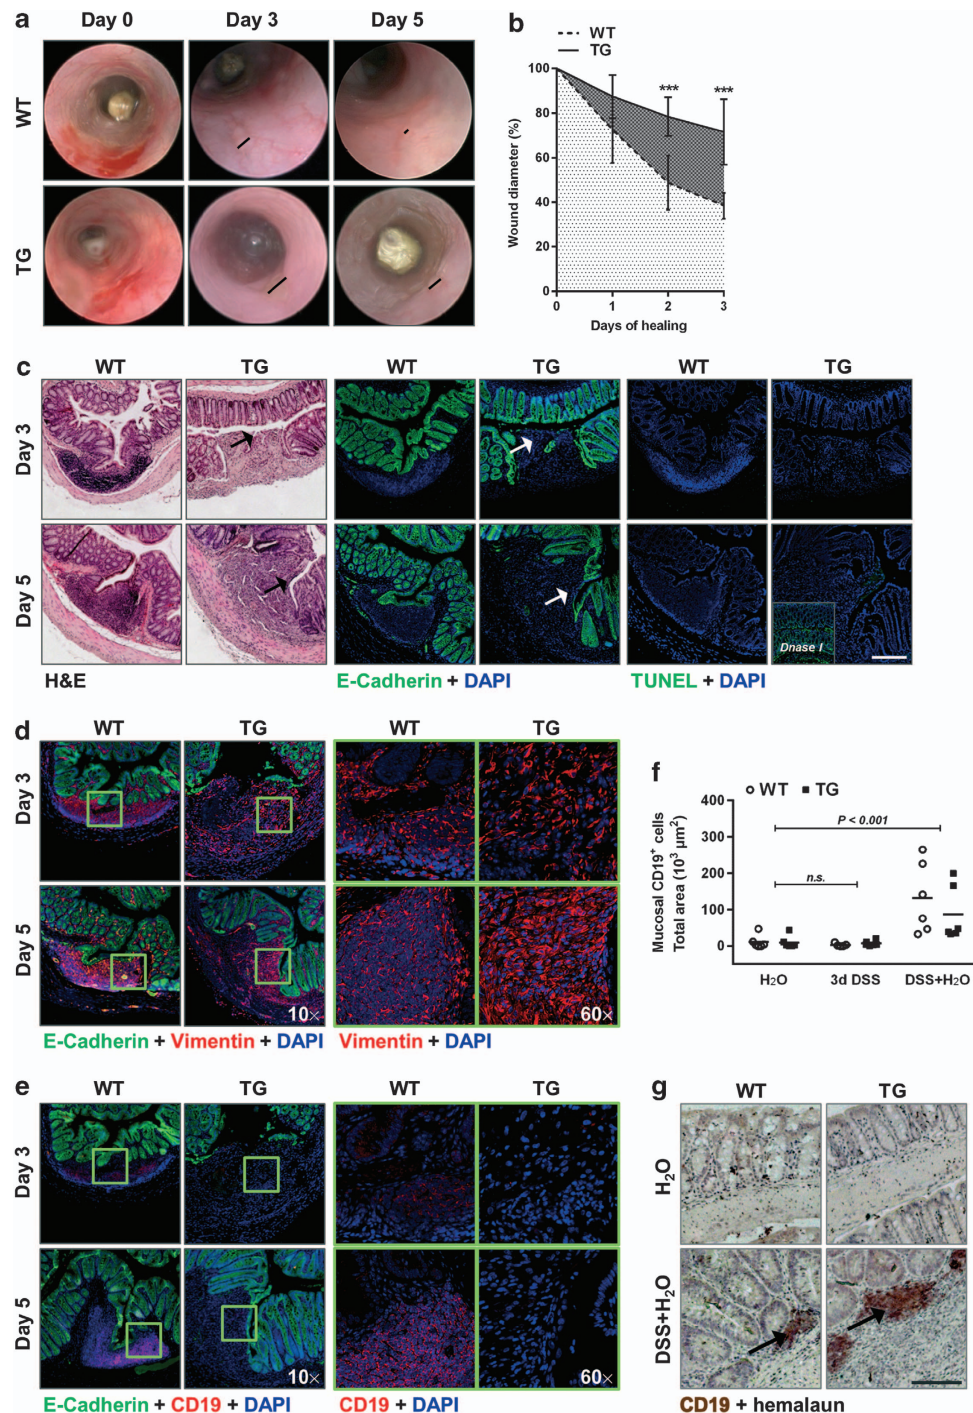 a
Day 0
Day 3
Day 5
WT
TG
b
WT
TG
100
80
60
40
20
0
***
***
Wound diameter (%)
0
1
2
3
Days of healing
c
WT
TG
WT
TG
WT
TG
Day 3
Day 5
Dnase I
H&E
E-Cadherin + DAPI
TUNEL + DAPI
d
WT
TG
WT
TG
Day 3
Day 5
10×
60×
E-Cadherin + Vimentin + DAPI
Vimentin + DAPI
e
WT
TG
WT
TG
Day 3
Day 5
10×
60×
E-Cadherin + CD19 + DAPI
CD19 + DAPI
f
WT
TG
Mucosal CD19⁺ cells
Total area (10³ µm²)
400
300
200
100
0
P < 0.001
n.s.
H₂O
3d DSS
DSS+H₂O
g
WT
TG
H₂O
DSS+H₂O
CD19 + hemalaun